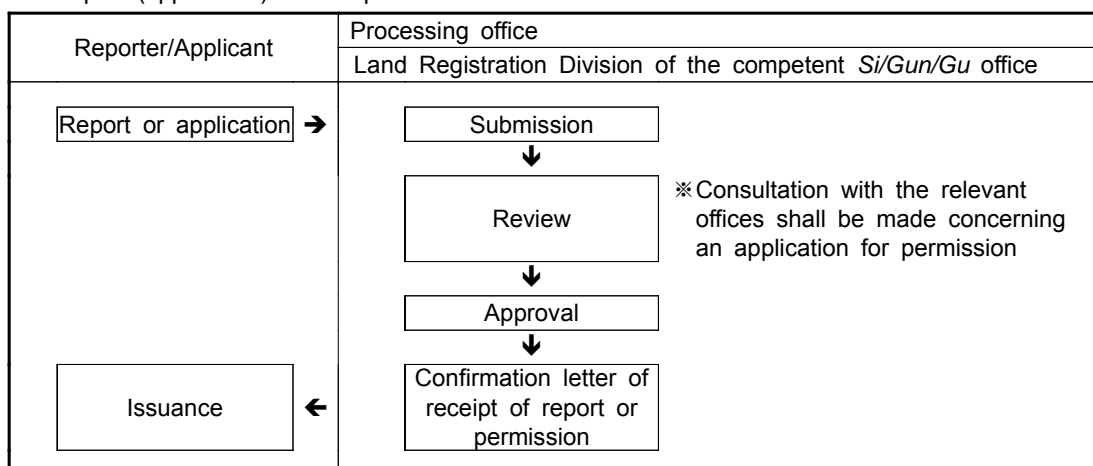 Reporter/Applicant
Processing office
Land Registration Division of the competent Si/Gun/Gu office
Report or application ➔
Submission
🡻
Review
※Consultation with the relevant
offices shall be made concerning
an application for permission
🡻
Approval
🡻
Issuance
🡸
Confirmation letter of
receipt of report or
permission